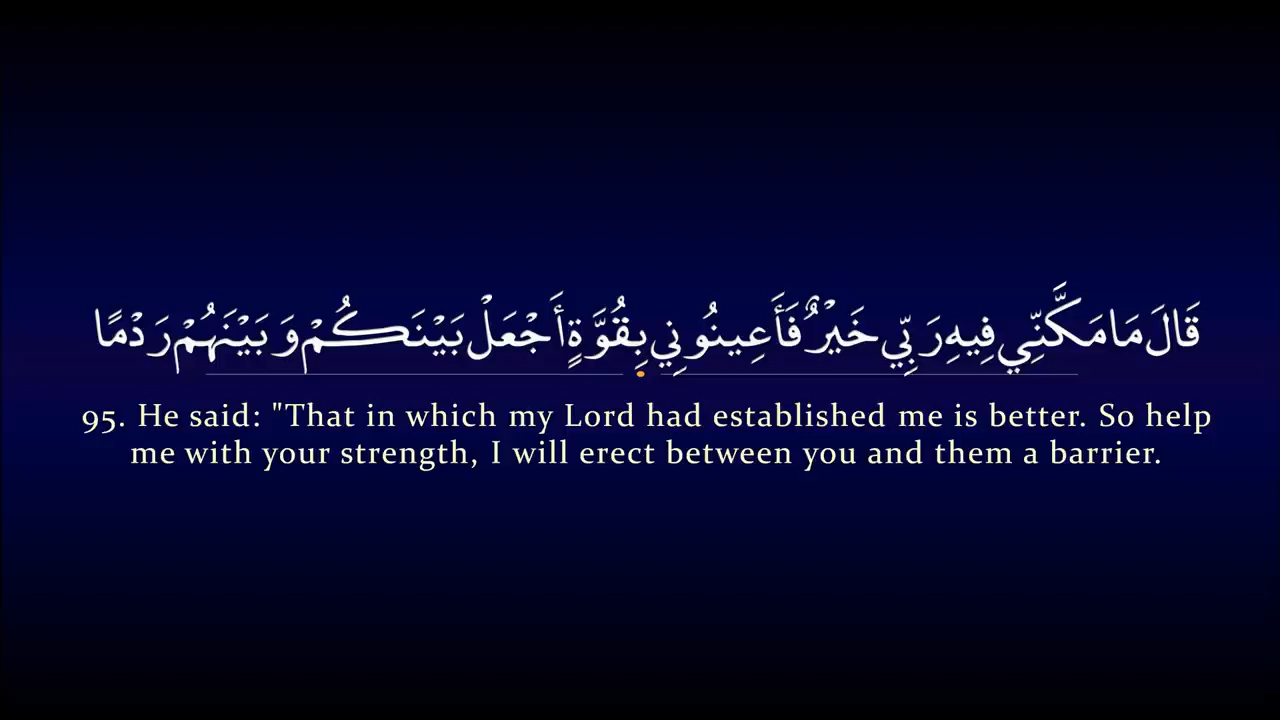 قَالَ مَا مَكَّنِّي فِيهِ رَبِّي خَيْرٌ فَأَعِينُونِي بِقُوَّةٍ أَجْعَلْ بَيْنَكُمْ وَبَيْنَهُمْ رَدْمًا
95. He said: "That in which my Lord had established me is better. So help
me with your strength, I will erect between you and them a barrier.